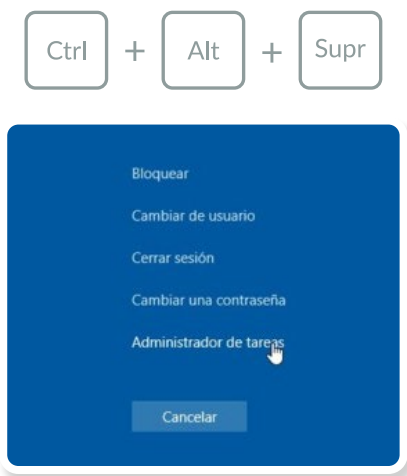 Ctrl + Alt + Supr
Bloquear
Cambiar de usuario
Cerrar sesión
Cambiar una contraseña
Administrador de tareas
Cancelar